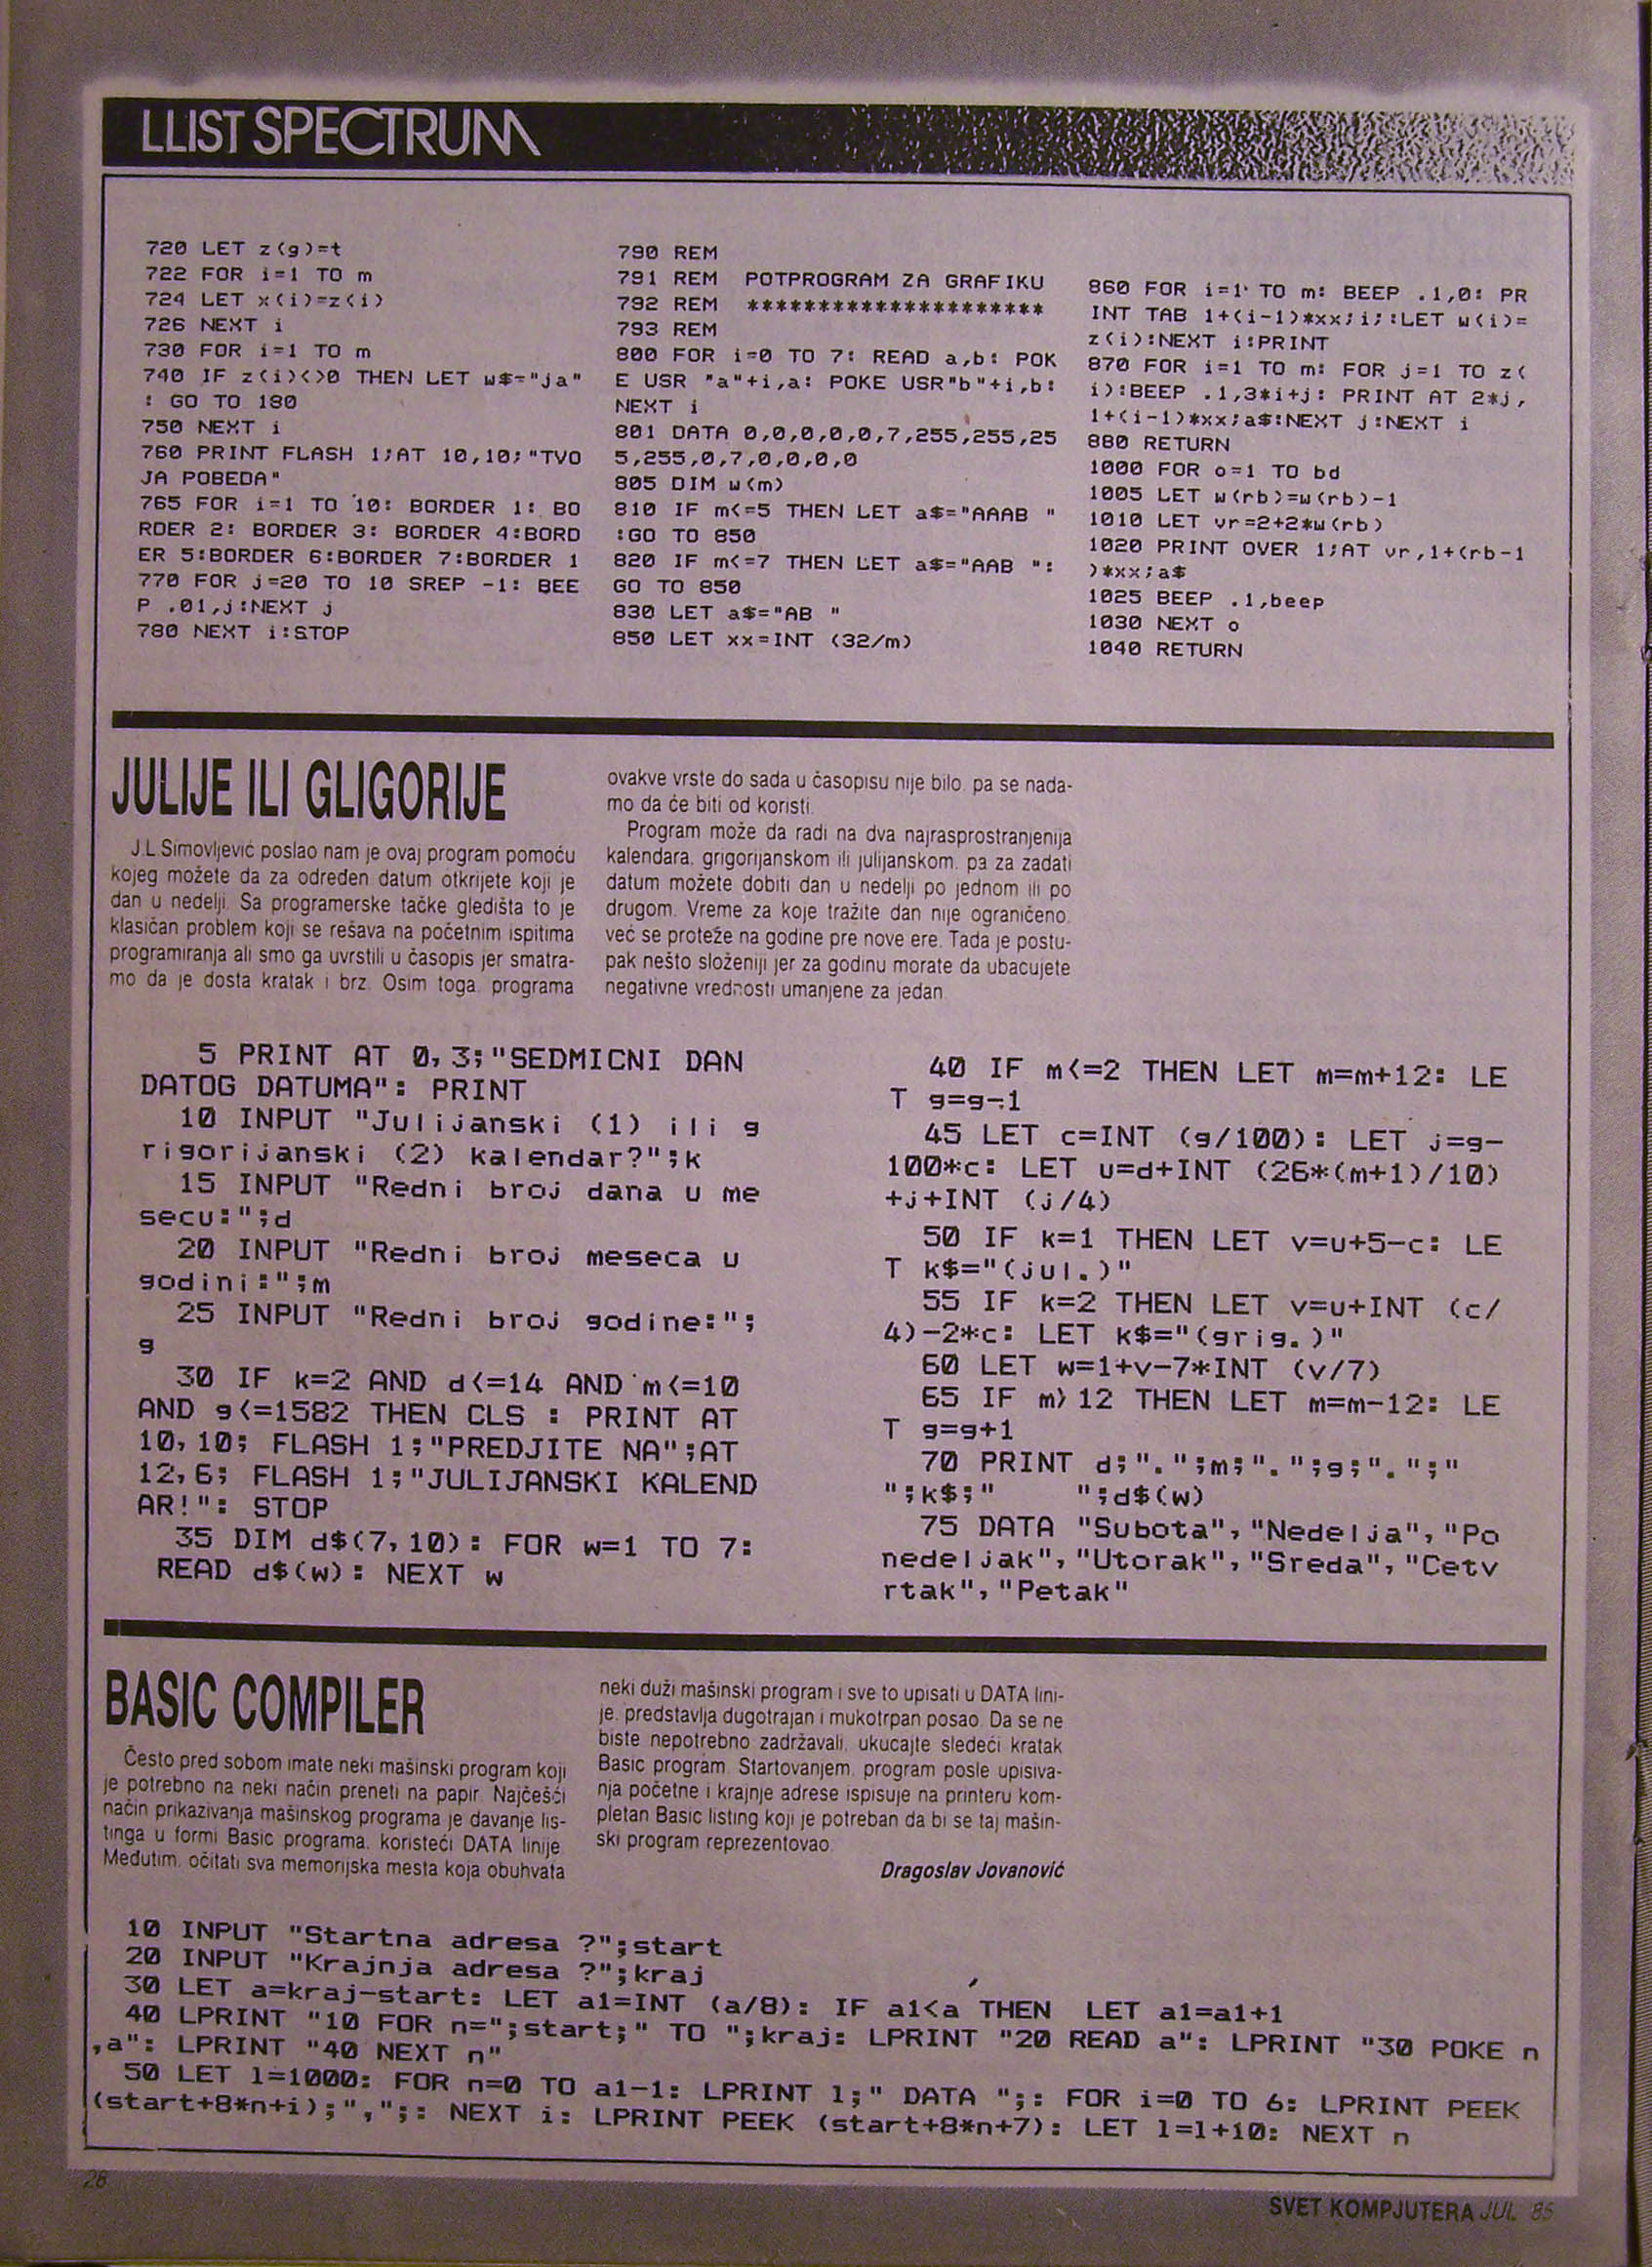 LLIST SPECTRUM
720 LET z(g)=t
722 FOR i=1 TO m
724 LET x(i)=z(i)
726 NEXT i
730 FOR i=1 TO m
740 IF z(i)<>0 THEN LET w$="ja"
: GO TO 180
750 NEXT i
760 PRINT FLASH 1;AT 10,10;"TVO
JA POBEDA"
765 FOR i=1 TO 10: BORDER 1: BO
RDER 2: BORDER 3: BORDER 4:BORD
ER 5:BORDER 6:BORDER 7:BORDER 1
770 FOR j=20 TO 10 SREP -1: BEE
P .01,j:NEXT j
780 NEXT i:STOP
790 REM
791 REM  POTPROGRAM ZA GRAFIKU
792 REM  *********************
793 REM
800 FOR i=0 TO 7: READ a,b: POK
E USR "a"+i,a: POKE USR"b"+i,b:
NEXT i
801 DATA 0,0,0,0,0,7,255,255,25
5,255,0,7,0,0,0,0
805 DIM w(m)
810 IF m<=5 THEN LET a$="AAAB "
:GO TO 850
820 IF m<=7 THEN LET a$="AAB ":
GO TO 850
830 LET a$="AB "
850 LET xx=INT (32/m)
860 FOR i=1 TO m: BEEP .1,0: PR
INT TAB 1+(i-1)*xx;i;:LET w(i)=
z(i):NEXT i:PRINT
870 FOR i=1 TO m: FOR j=1 TO z(
i):BEEP .1,3*i+j: PRINT AT 2*j,
1+(i-1)*xx;a$:NEXT j:NEXT i
880 RETURN
1000 FOR o=1 TO bd
1005 LET w(rb)=w(rb)-1
1010 LET vr=2+2*w(rb)
1020 PRINT OVER 1;AT vr,1+(rb-1
)*xx;a$
1025 BEEP .1,beep
1030 NEXT o
1040 RETURN
JULIJE ILI GLIGORIJE
J.L.Simovljević poslao nam je ovaj program pomoću
kojeg možete da za određen datum otkrijete koji je
dan u nedelji. Sa programerske tačke gledišta to je
klasičan problem koji se rešava na početnim ispitima
programiranja ali smo ga uvrstili u časopis jer smatra-
mo da je dosta kratak i brz. Osim toga, programa
ovakve vrste do sada u časopisu nije bilo, pa se nada-
mo da će biti od koristi.
Program može da radi na dva najrasprostranjenija
kalendara, grigorijanskom ili julijanskom, pa za zadati
datum možete dobiti dan u nedelji po jednom ili po
drugom. Vreme za koje tražite dan nije ograničeno,
već se proteže na godine pre nove ere. Tada je postu-
pak nešto složeniji jer za godinu morate da ubacujete
negativne vrednosti umanjene za jedan.
5 PRINT AT 0,3;"SEDMICNI DAN
DATOG DATUMA": PRINT
10 INPUT "Julijanski (1) ili g
rigorijanski (2) kalendar?";k
15 INPUT "Redni broj dana u me
secu:";d
20 INPUT "Redni broj meseca u
godini:";m
25 INPUT "Redni broj godine:";
g
30 IF k=2 AND d<=14 AND m<=10
AND g<=1582 THEN CLS : PRINT AT
10,10; FLASH 1;"PREDJITE NA";AT
12,6; FLASH 1;"JULIJANSKI KALEND
AR!": STOP
35 DIM d$(7,10): FOR w=1 TO 7:
READ d$(w): NEXT w
40 IF m<=2 THEN LET m=m+12: LE
T g=g-1
45 LET c=INT (g/100): LET j=g-
100*c: LET u=d+INT (26*(m+1)/10)
+j+INT (j/4)
50 IF k=1 THEN LET v=u+5-c: LE
T k$="(jul.)"
55 IF k=2 THEN LET v=u+INT (c/
4)-2*c: LET k$="(grig.)"
60 LET w=1+v-7*INT (v/7)
65 IF m>12 THEN LET m=m-12: LE
T g=g+1
70 PRINT d;".";m;".";g;".";"
";k$;"    ";d$(w)
75 DATA "Subota","Nedelja","Po
nedeljak","Utorak","Sreda","Cetv
rtak","Petak"
BASIC COMPILER
Često pred sobom imate neki mašinski program koji
je potrebno na neki način preneti na papir. Najčešći
način prikazivanja mašinskog programa je davanje lis-
tinga u formi Basic programa, koristeći DATA linije.
Međutim, očitati sva memorijska mesta koja obuhvata
neki duži mašinski program i sve to upisati u DATA lini-
je, predstavlja dugotrajan i mukotrpan posao. Da se ne
biste nepotrebno zadržavali, ukucajte sledeći kratak
Basic program. Startovanjem, program posle upisiva-
nja početne i krajnje adrese ispisuje na printeru kom-
pletan Basic listing koji je potreban da bi se taj mašin-
ski program reprezentovao.
Dragoslav Jovanović
10 INPUT "Startna adresa ?";start
20 INPUT "Krajnja adresa ?";kraj
30 LET a=kraj-start: LET a1=INT (a/8): IF a1<a THEN  LET a1=a1+1
40 LPRINT "10 FOR n=";start;" TO ";kraj: LPRINT "20 READ a": LPRINT "30 POKE n
,a": LPRINT "40 NEXT n"
50 LET l=1000: FOR n=0 TO a1-1: LPRINT l;" DATA ";: FOR i=0 TO 6: LPRINT PEEK
(start+8*n+i);",";: NEXT i: LPRINT PEEK (start+8*n+7): LET l=l+10: NEXT n
28
SVET KOMPJUTERA JUL 85